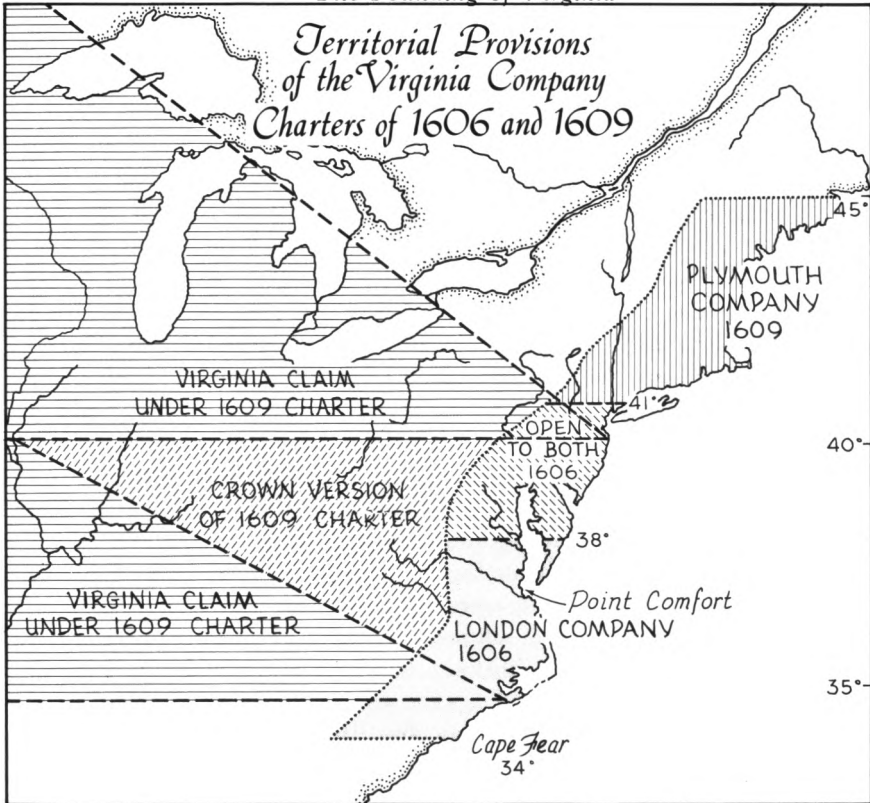 Territorial Provisions
of the Virginia Company
Charters of 1606 and 1609
45°
PLYMOUTH
COMPANY
1609
VIRGINIA CLAIM
UNDER 1609 CHARTER
41°
OPEN
TO BOTH
1606
40°
CROWN VERSION
OF 1609 CHARTER
38°
VIRGINIA CLAIM
UNDER 1609 CHARTER
Point Comfort
LONDON COMPANY
1606
35°
Cape Fear
34°